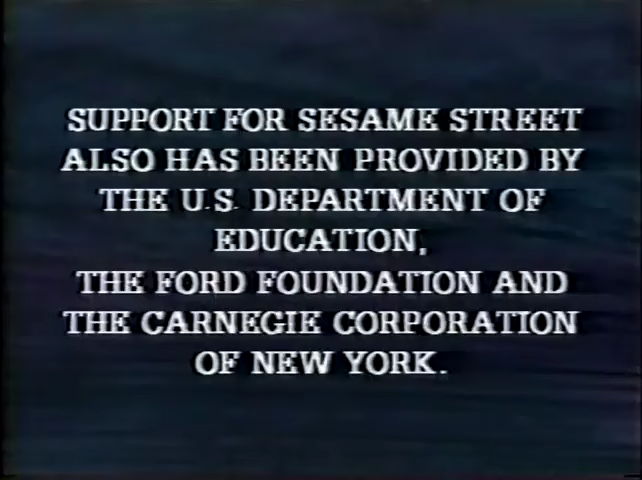 SUPPORT FOR SESAME STREET
ALSO HAS BEEN PROVIDED BY
THE U.S. DEPARTMENT OF
EDUCATION,
THE FORD FOUNDATION AND
THE CARNEGIE CORPORATION
OF NEW YORK.